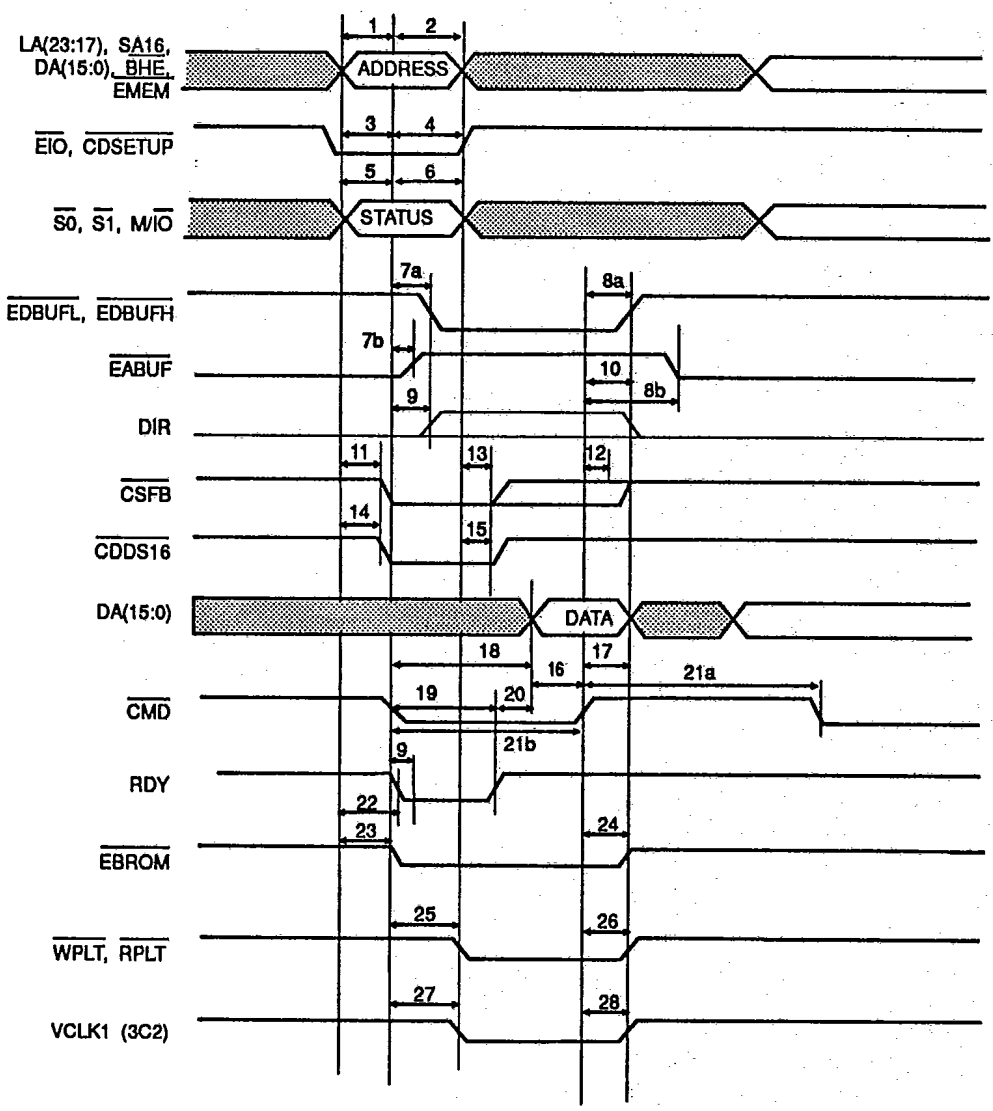 1 2
LA(23:17), SA16,
DA(15:0), BHE,
EMEM
ADDRESS
3 4
EIO, CDSETUP
5 6
S0, S1, M/IO
STATUS
7a 8a
EDBUFL, EDBUFH
7b
EABUF
10
8b
9
DIR
11 13 12
CSFB
14 15
CDDS16
DA(15:0)
DATA
18 16 17
21a
19 20
CMD
21b
9
RDY
22
23 24
EBROM
25 26
WPLT, RPLT
27 28
VCLK1 (3C2)